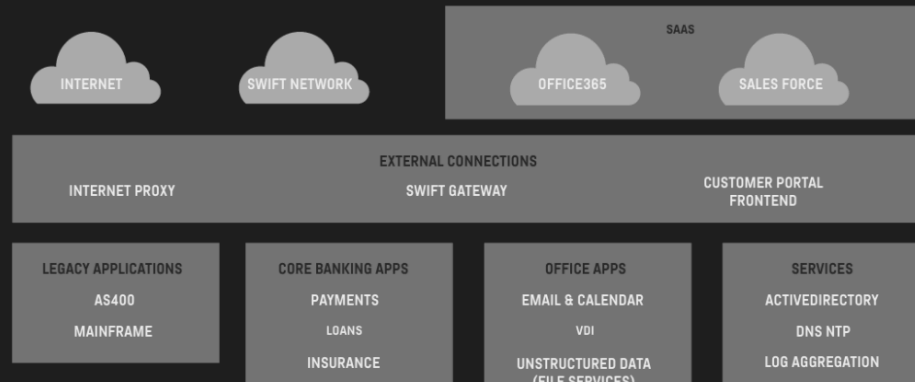 SAAS
INTERNET
SWIFT NETWORK
OFFICE365
SALES FORCE
EXTERNAL CONNECTIONS
INTERNET PROXY
SWIFT GATEWAY
CUSTOMER PORTAL
FRONTEND
LEGACY APPLICATIONS
AS400
MAINFRAME
CORE BANKING APPS
PAYMENTS
LOANS
INSURANCE
OFFICE APPS
EMAIL & CALENDAR
VDI
UNSTRUCTURED DATA
(FILE SERVICES)
SERVICES
ACTIVEDIRECTORY
DNS NTP
LOG AGGREGATION